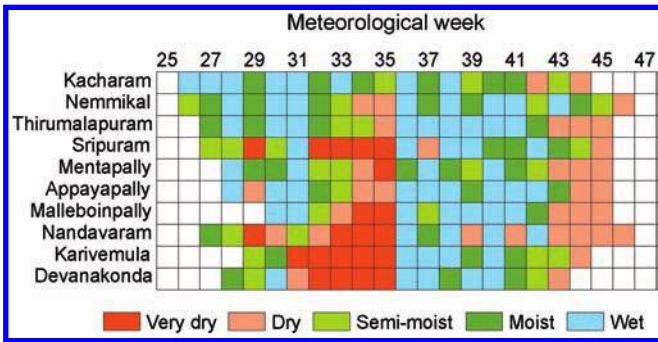 Meteorological week
25 27 29 31 33 35 37 39 41 43 45 47
Kacharam
Nemmikal
Thirumalapuram
Sripuram
Mentapally
Appayapally
Malleboinpally
Nandavaram
Karivemula
Devanakonda
Very dry Dry Semi-moist Moist Wet